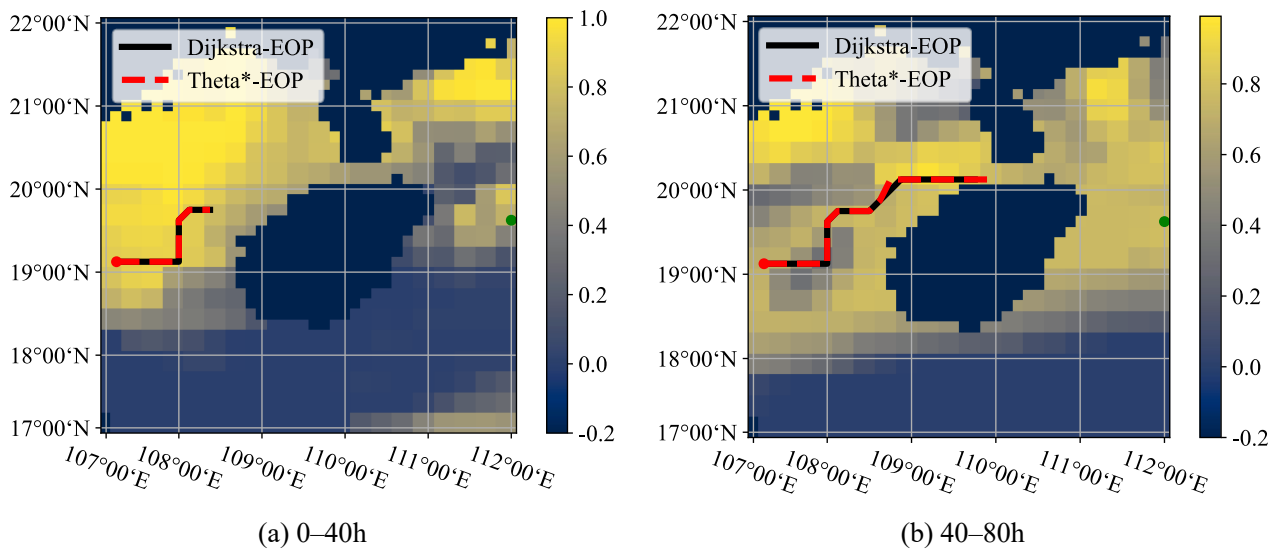 22°00‘N
21°00‘N
20°00‘N
19°00‘N
18°00‘N
17°00‘N
107°00‘E
108°00‘E
109°00‘E
110°00‘E
111°00‘E
112°00‘E
Dijkstra-EOP
Theta*-EOP
1.0
0.8
0.6
0.4
0.2
0.0
-0.2
(a) 0–40h
22°00‘N
21°00‘N
20°00‘N
19°00‘N
18°00‘N
17°00‘N
107°00‘E
108°00‘E
109°00‘E
110°00‘E
111°00‘E
112°00‘E
Dijkstra-EOP
Theta*-EOP
0.8
0.6
0.4
0.2
0.0
-0.2
(b) 40–80h